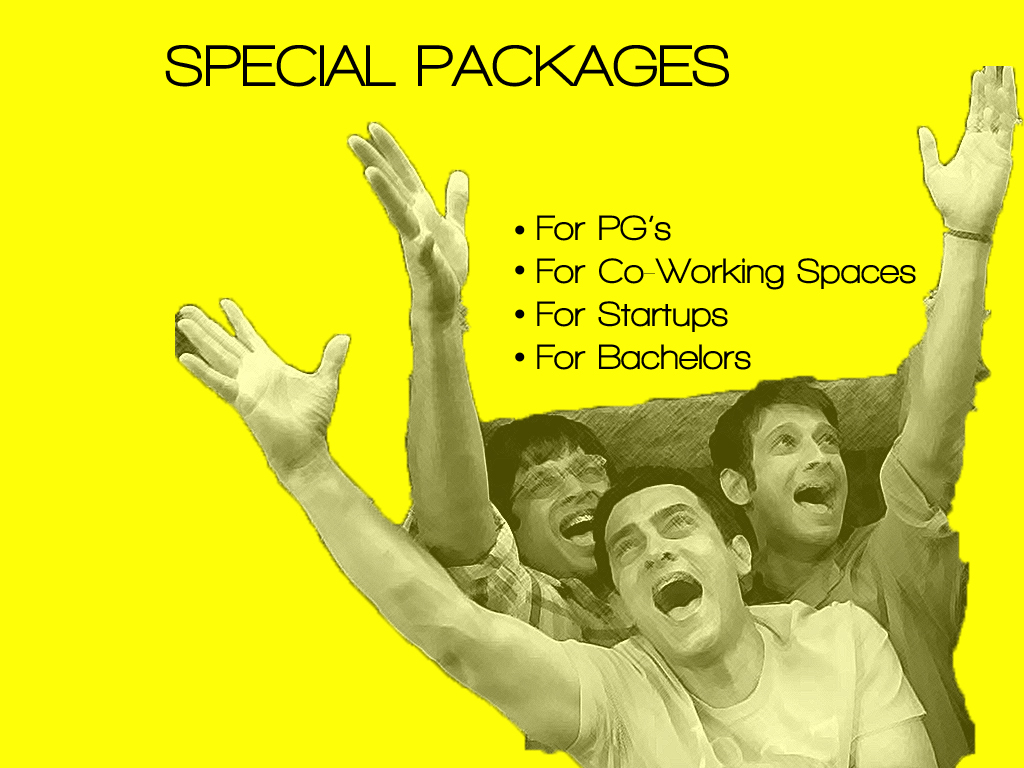 SPECIAL PACKAGES
• For PG's
• For Co-Working Spaces
• For Startups
• For Bachelors